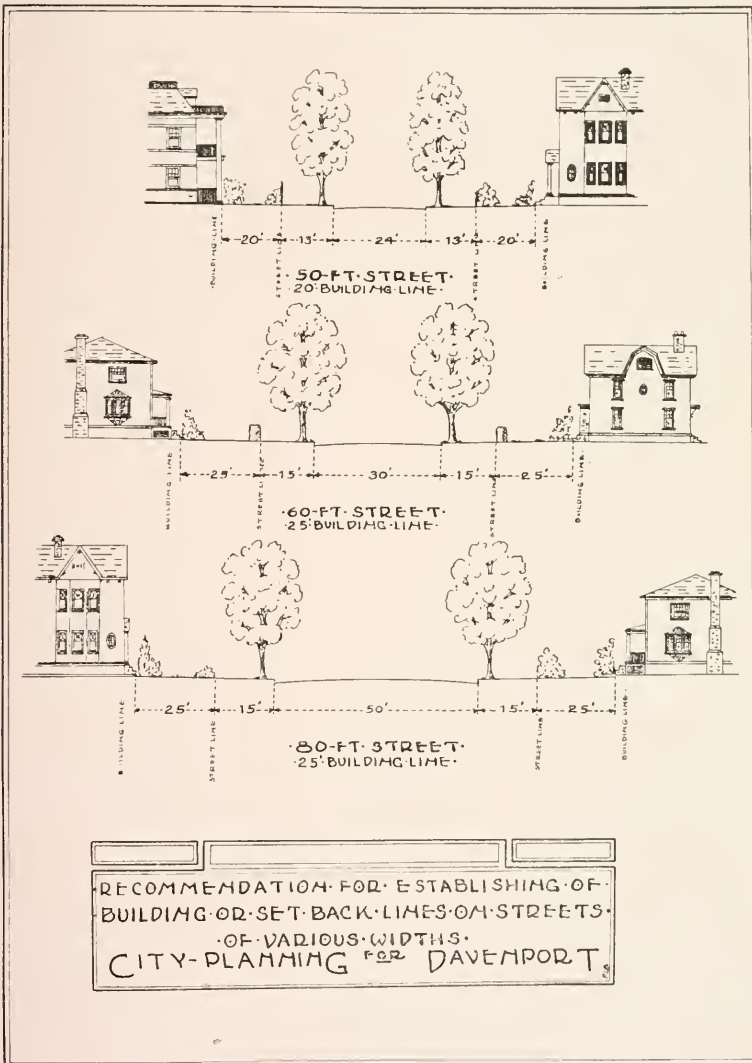 20' 13' 24' 13' 20'
BUILDING LINE STREET LINE STREET LINE BUILDING LINE
·50-FT·STREET·
20'·BUILDING·LINE·
25' 15' 30' 15' 25'
BUILDING LINE STREET LINE STREET LINE BUILDING LINE
·60-FT·STREET·
·25'·BUILDING·LINE·
25' 15' 50' 15' 25'
BUILDING LINE STREET LINE STREET LINE BUILDING LINE
·80-FT·STREET·
·25'·BUILDING·LINE·
RECOMMENDATION·FOR·ESTABLISHING·OF·
BUILDING·OR·SET·BACK·LINES·ON·STREETS·
·OF·VARIOUS·WIDTHS·
CITY-PLANNING FOR DAVENPORT